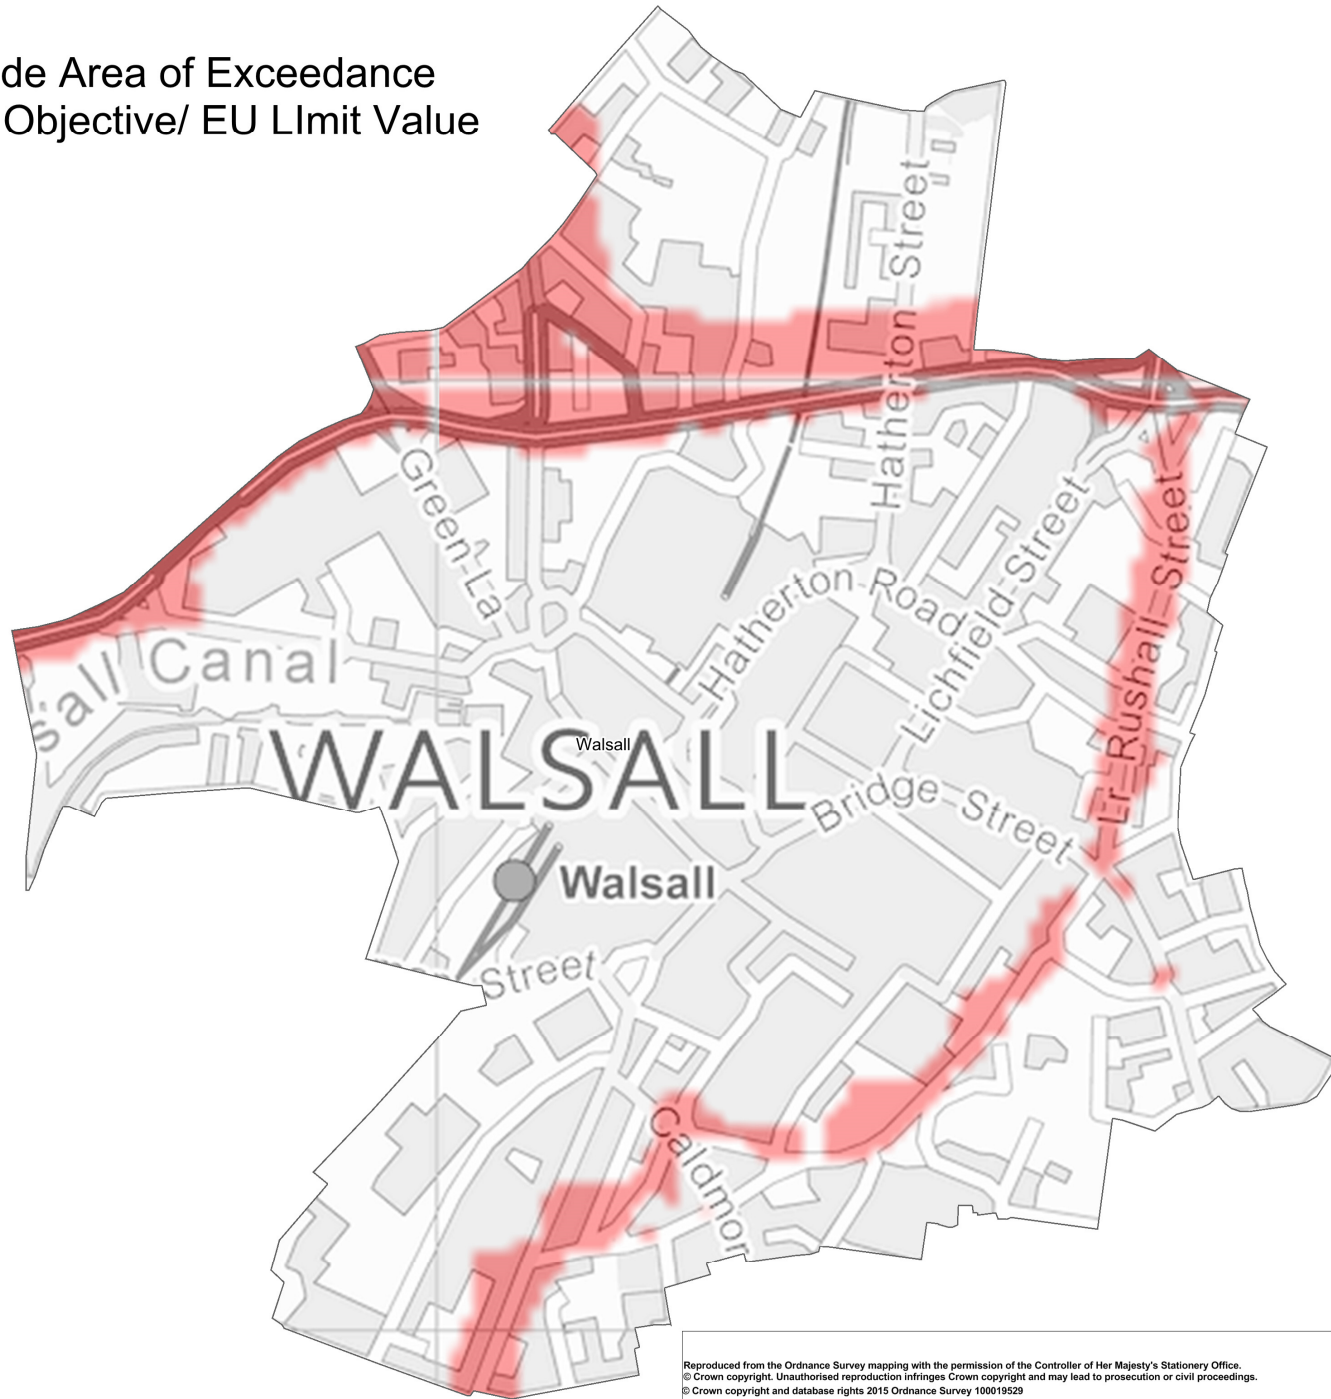 de Area of Exceedance
Objective/ EU LImit Value
Hatherton Street
Green La
Hatherton Road
Lichfield Street
Lr Rushall Street
sall Canal
WALSALL
Walsall
Bridge Street
Walsall
Street
Caldmor
Reproduced from the Ordnance Survey mapping with the permission of the Controller of Her Majesty's Stationery Office.
© Crown copyright. Unauthorised reproduction infringes Crown copyright and may lead to prosecution or civil proceedings.
© Crown copyright and database rights 2015 Ordnance Survey 100019529